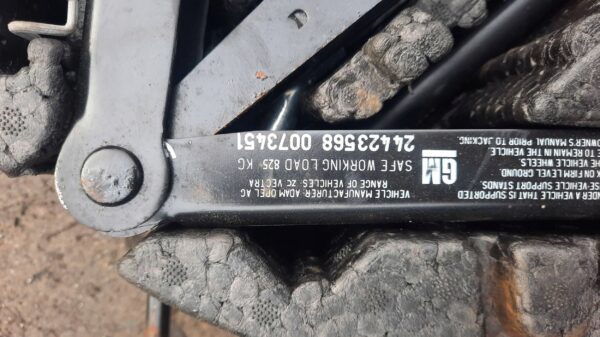 A VEHICLE THAT IS SUPPORTED
VEHICLE SUPPORT STANDS.
ON FIRM LEVEL GROUND.
THE VEHICLE WHEELS.
TO REMAIN IN THE VEHICLE.
OWNER'S MANUAL PRIOR TO JACKING.
GM
VEHICLE MANUFACTURER: ADAM OPEL AG
RANGE OF VEHICLES: ZC VECTRA
SAFE WORKING LOAD 825- KG
24423568 0073451